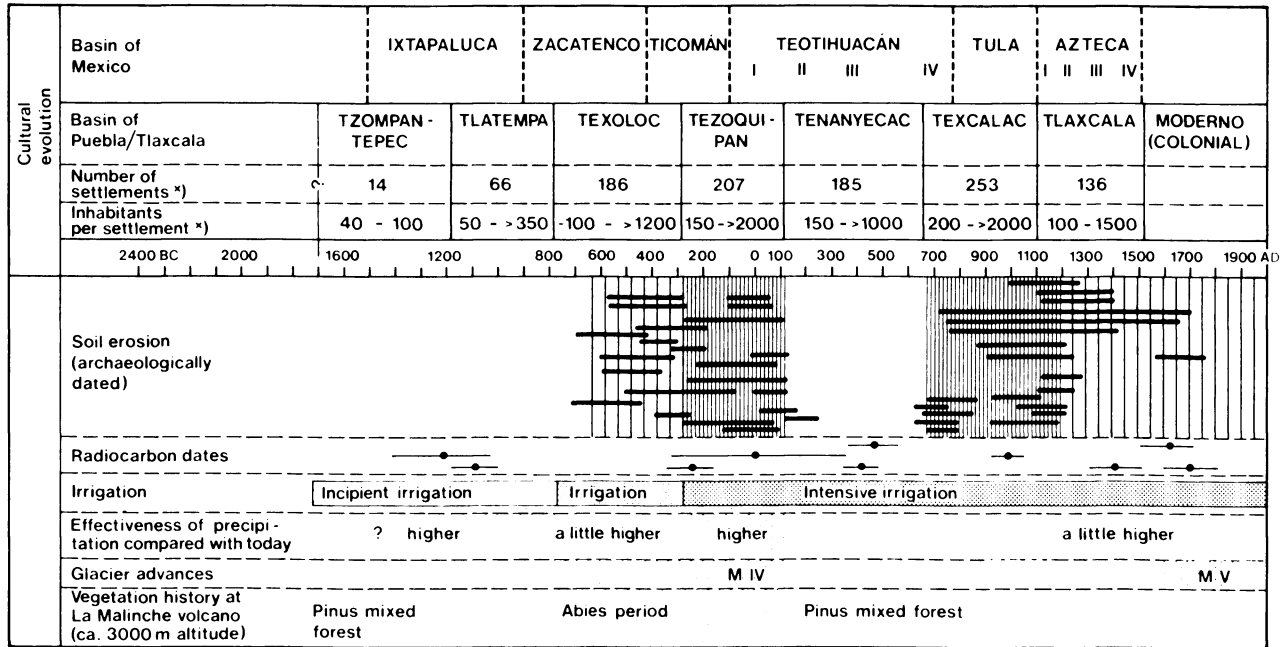 Cultural evolution
Basin of Mexico
IXTAPALUCA ZACATENCO TICOMÁN TEOTIHUACÁN TULA AZTECA
I II III IV I II III IV
Basin of Puebla/Tlaxcala
TZOMPAN-TEPEC TLATEMPA TEXOLOC TEZOQUI-PAN TENANYECAC TEXCALAC TLAXCALA MODERNO (COLONIAL)
Number of settlements x)
? 14 66 186 207 185 253 136
Inhabitants per settlement x)
40 - 100 50 - >350 -100 - >1200 150 ->2000 150 ->1000 200 ->2000 100 -1500
2400 BC 2000 1600 1200 800 600 400 200 0 100 300 500 700 900 1100 1300 1500 1700 1900 AD
Soil erosion (archaeologically dated)
Radiocarbon dates
Irrigation
Incipient irrigation Irrigation Intensive irrigation
Effectiveness of precipi-tation compared with today
? higher a little higher higher a little higher
Glacier advances
M IV M V
Vegetation history at La Malinche volcano (ca. 3000 m altitude)
Pinus mixed forest Abies period Pinus mixed forest